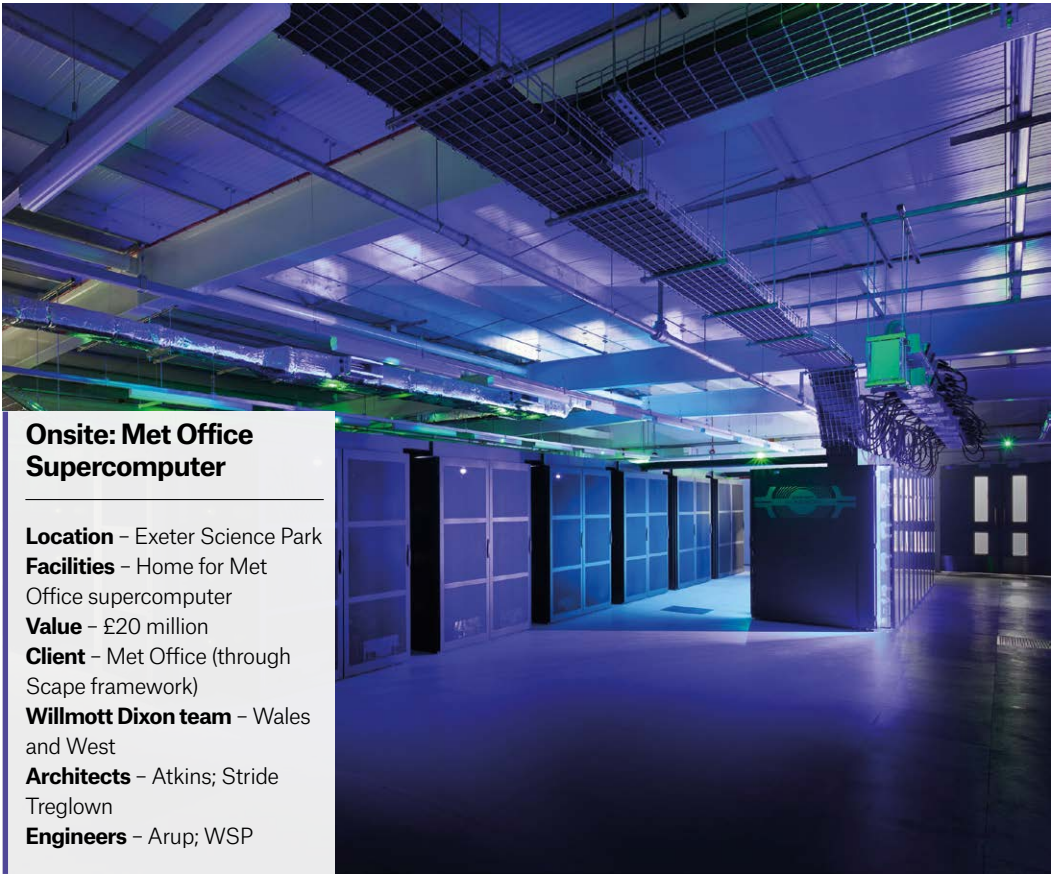 Onsite: Met Office
Supercomputer
Location – Exeter Science Park
Facilities – Home for Met
Office supercomputer
Value – £20 million
Client – Met Office (through
Scape framework)
Willmott Dixon team – Wales
and West
Architects – Atkins; Stride
Treglown
Engineers – Arup; WSP